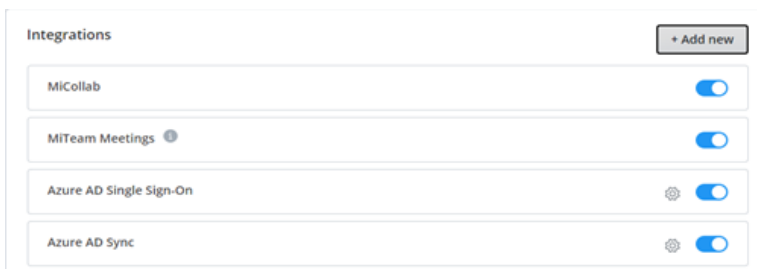 Integrations
+ Add new
MiCollab
MiTeam Meetings
Azure AD Single Sign-On
Azure AD Sync